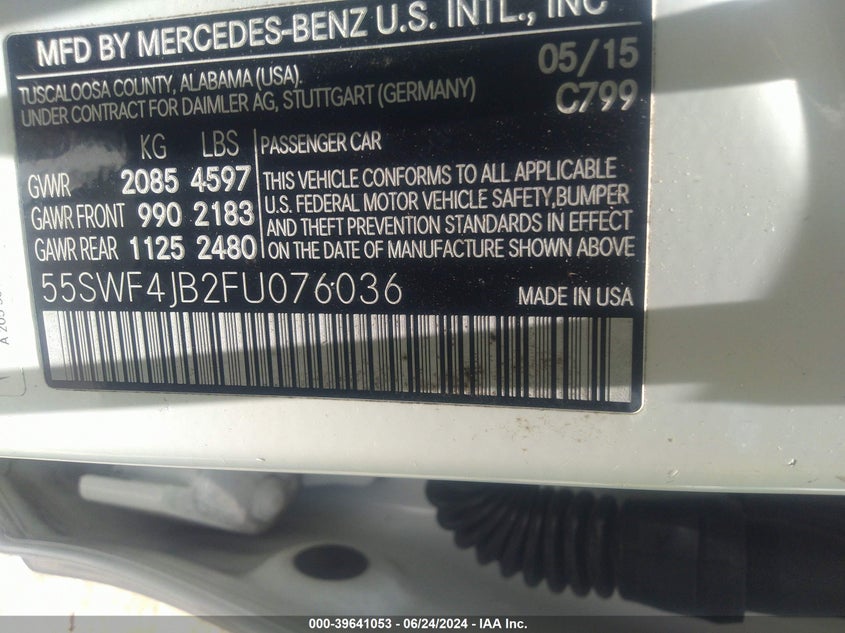 MFD BY MERCEDES-BENZ U.S. INTL., INC
TUSCALOOSA COUNTY, ALABAMA (USA).
05/15
UNDER CONTRACT FOR DAIMLER AG, STUTTGART (GERMANY)
C799
KG LBS
GVWR 2085 4597
GAWR FRONT 990 2183
GAWR REAR 1125 2480
PASSENGER CAR
THIS VEHICLE CONFORMS TO ALL APPLICABLE
U.S. FEDERAL MOTOR VEHICLE SAFETY,BUMPER
AND THEFT PREVENTION STANDARDS IN EFFECT
ON THE DATE OF MANUFACTURE SHOWN ABOVE
55SWF4JB2FU076036
MADE IN USA
000-39641053 - 06/24/2024 - IAA Inc.